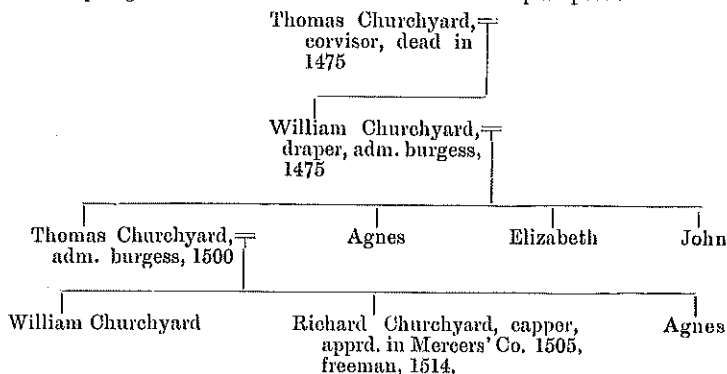 Thomas Churchyard,
corvisor, dead in
1475
William Churchyard,
draper, adm. burgess,
1475
Thomas Churchyard,
adm. burgess, 1500
Agnes
Elizabeth
John
William Churchyard
Richard Churchyard, capper,
apprd. in Mercers' Co. 1505,
freeman, 1514.
Agnes